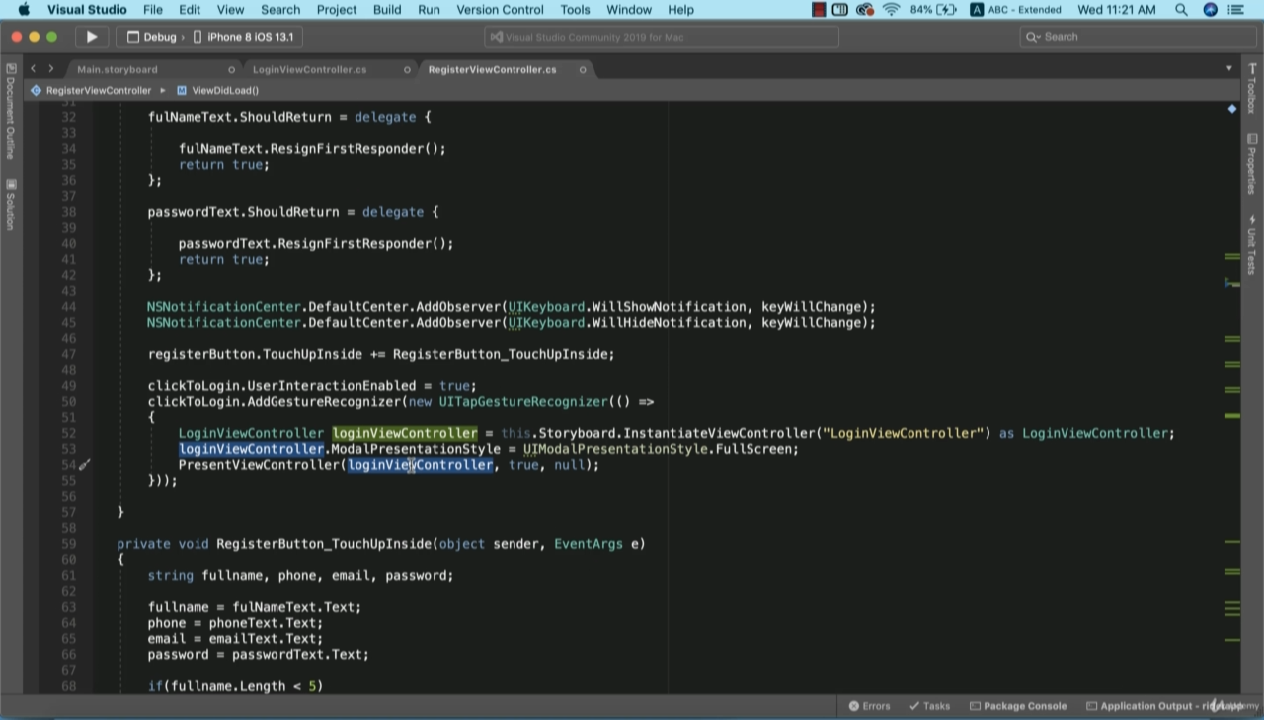 Visual Studio File Edit View Search Project Build Run Version Control Tools Window Help 84% A ABC - Extended Wed 11:21 AM
Debug › iPhone 8 iOS 13.1 Visual Studio Community 2019 for Mac Search
Main.storyboard LoginViewController.cs RegisterViewController.cs
RegisterViewController ▸ ViewDidLoad()
Document Outline
Solution
Toolbox
Properties
Unit Tests
31
32 fulNameText.ShouldReturn = delegate {
33
34 fulNameText.ResignFirstResponder();
35 return true;
36 };
37
38 passwordText.ShouldReturn = delegate {
39
40 passwordText.ResignFirstResponder();
41 return true;
42 };
43
44 NSNotificationCenter.DefaultCenter.AddObserver(UIKeyboard.WillShowNotification, keyWillChange);
45 NSNotificationCenter.DefaultCenter.AddObserver(UIKeyboard.WillHideNotification, keyWillChange);
46
47 registerButton.TouchUpInside += RegisterButton_TouchUpInside;
48
49 clickToLogin.UserInteractionEnabled = true;
50 clickToLogin.AddGestureRecognizer(new UITapGestureRecognizer(() =>
51 {
52 LoginViewController loginViewController = this.Storyboard.InstantiateViewController("LoginViewController") as LoginViewController;
53 loginViewController.ModalPresentationStyle = UIModalPresentationStyle.FullScreen;
54 PresentViewController(loginViewController, true, null);
55 }));
56
57 }
58
59 private void RegisterButton_TouchUpInside(object sender, EventArgs e)
60 {
61 string fullname, phone, email, password;
62
63 fullname = fulNameText.Text;
64 phone = phoneText.Text;
65 email = emailText.Text;
66 password = passwordText.Text;
67
68 if(fullname.Length < 5)
Errors Tasks Package Console Application Output -